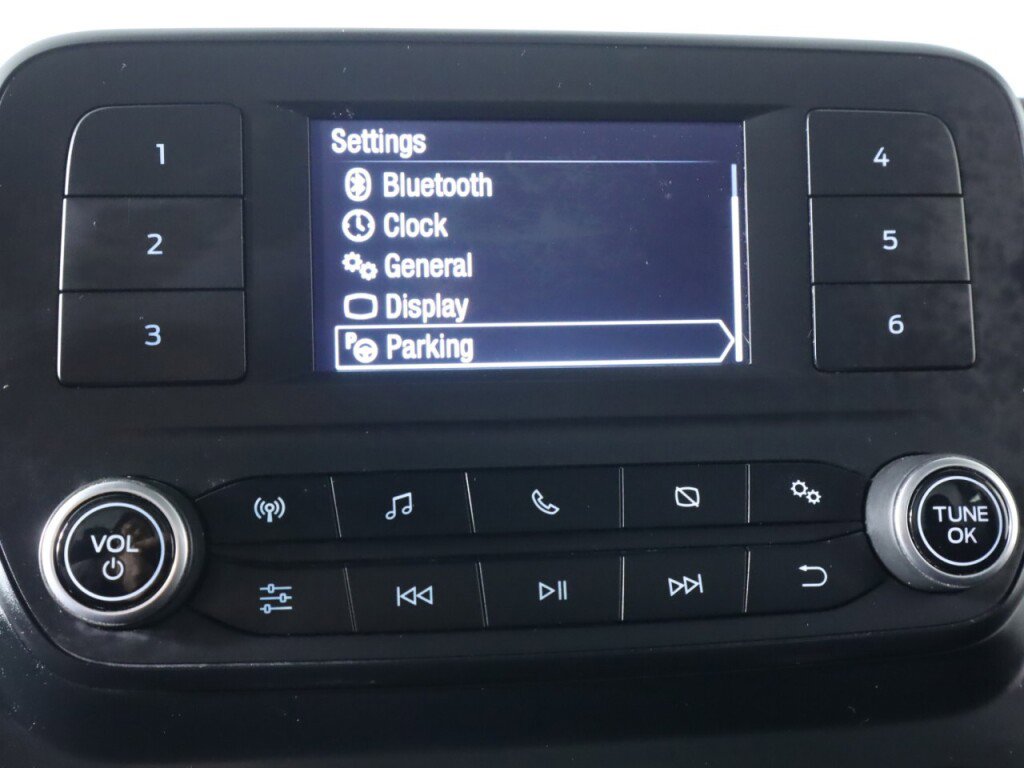 Settings
Bluetooth
Clock
General
Display
P Parking
1
2
3
4
5
6
VOL
TUNE
OK